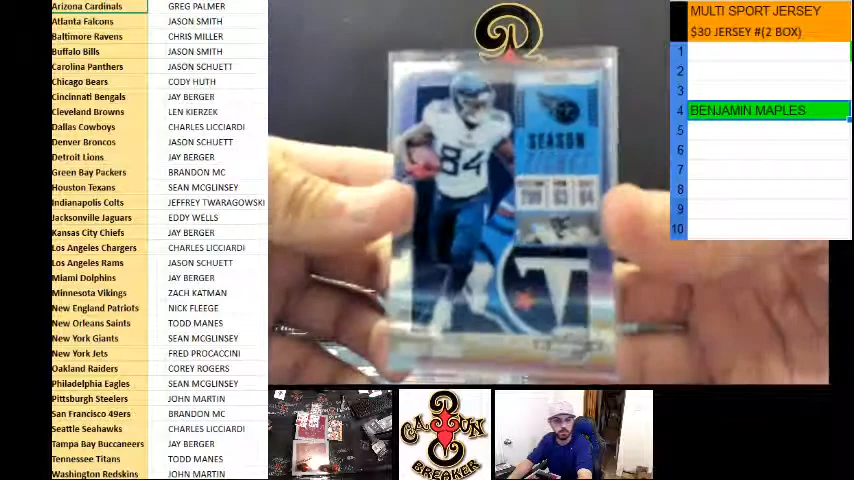 Arizona Cardinals GREG PALMER
Atlanta Falcons JASON SMITH
Baltimore Ravens CHRIS MILLER
Buffalo Bills JASON SMITH
Carolina Panthers JASON SCHUETT
Chicago Bears CODY HUTH
Cincinnati Bengals JAY BERGER
Cleveland Browns LEN KIERZEK
Dallas Cowboys CHARLES LICCIARDI
Denver Broncos JASON SCHUETT
Detroit Lions JAY BERGER
Green Bay Packers BRANDON MC
Houston Texans SEAN MCGLINSEY
Indianapolis Colts JEFFREY TWARAGOWSKI
Jacksonville Jaguars EDDY WELLS
Kansas City Chiefs JAY BERGER
Los Angeles Chargers CHARLES LICCIARDI
Los Angeles Rams JASON SCHUETT
Miami Dolphins JAY BERGER
Minnesota Vikings ZACH KATMAN
New England Patriots NICK FLEEGE
New Orleans Saints TODD MANES
New York Giants SEAN MCGLINSEY
New York Jets FRED PROCACCINI
Oakland Raiders COREY ROGERS
Philadelphia Eagles SEAN MCGLINSEY
Pittsburgh Steelers JOHN MARTIN
San Francisco 49ers BRANDON MC
Seattle Seahawks CHARLES LICCIARDI
Tampa Bay Buccaneers JAY BERGER
Tennessee Titans TODD MANES
Washington Redskins JOHN MARTIN
SEASON
84
T
CAJUN
BREAKER
MULTI SPORT JERSEY
$30 JERSEY #(2 BOX)
1
2
3
4 BENJAMIN MAPLES
5
6
7
8
9
10